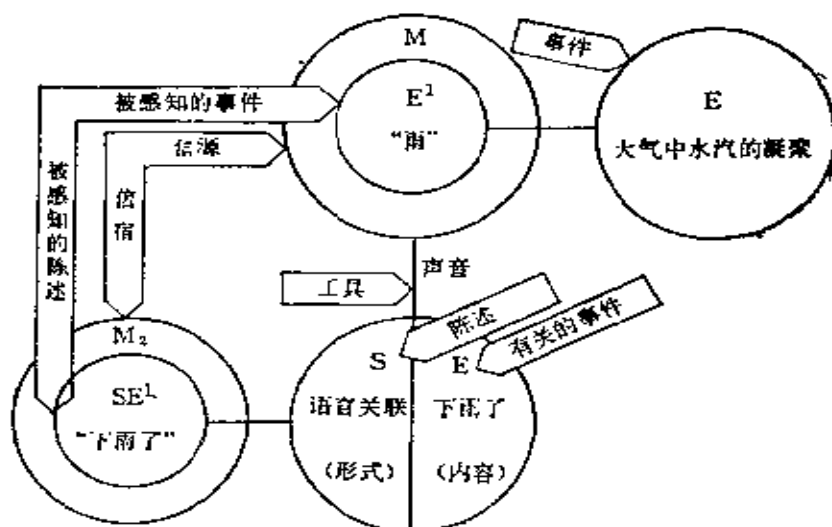 M
事件
E¹
E
被感知的事件
“雨”
大气中水汽的凝聚
信源
被感知的陈述
信宿
声音
工具
陈述
有关的事件
M₂
S
E
SE¹
语言关联
下雨了
“下雨了”
(形式)
(内容)